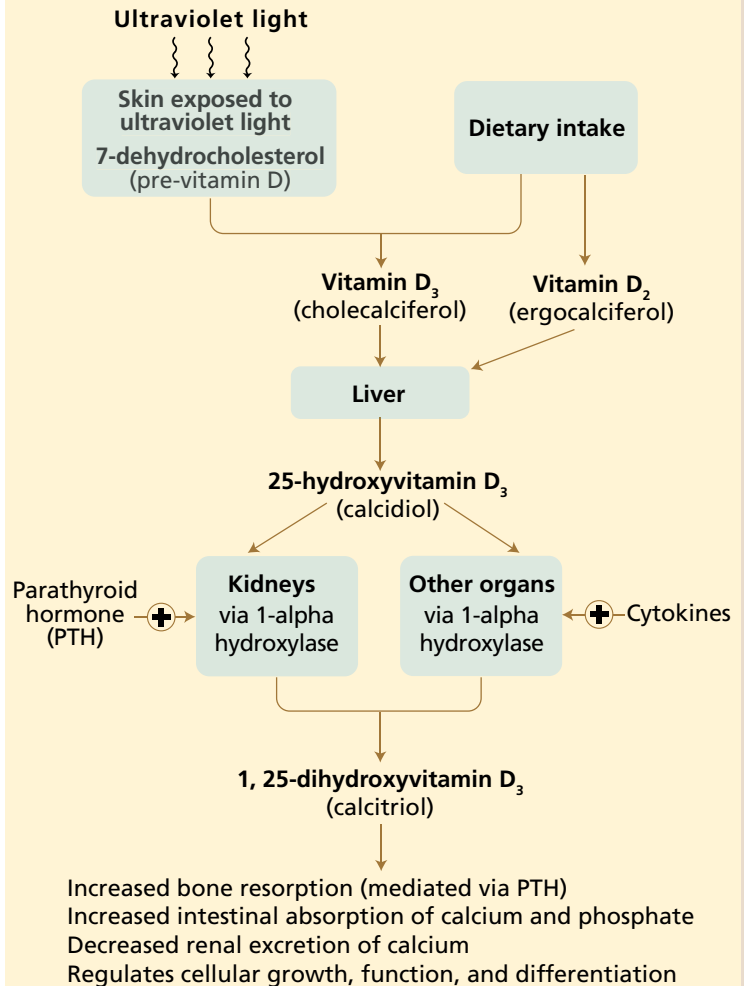 Ultraviolet light
Skin exposed to
ultraviolet light
7-dehydrocholesterol
(pre-vitamin D)
Dietary intake
Vitamin D₃
(cholecalciferol)
Vitamin D₂
(ergocalciferol)
Liver
25-hydroxyvitamin D₃
(calcidiol)
Parathyroid
hormone
(PTH)
Kidneys
via 1-alpha
hydroxylase
Other organs
via 1-alpha
hydroxylase
Cytokines
1, 25-dihydroxyvitamin D₃
(calcitriol)
Increased bone resorption (mediated via PTH)
Increased intestinal absorption of calcium and phosphate
Decreased renal excretion of calcium
Regulates cellular growth, function, and differentiation